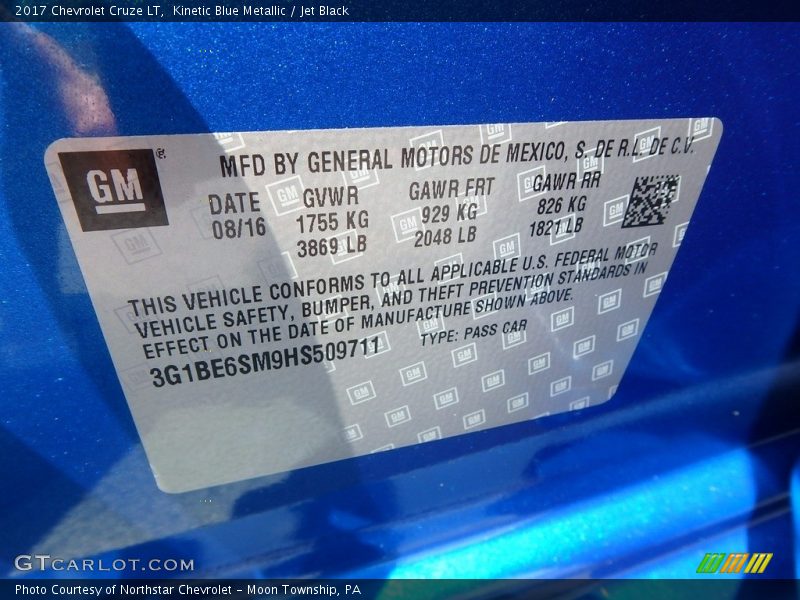 2017 Chevrolet Cruze LT,  Kinetic Blue Metallic / Jet Black
GM®
MFD BY GENERAL MOTORS DE MEXICO, S. DE R.L. DE C.V.
DATE GVWR GAWR FRT GAWR RR
08/16 1755 KG 929 KG 826 KG
3869 LB 2048 LB 1821 LB
THIS VEHICLE CONFORMS TO ALL APPLICABLE U.S. FEDERAL MOTOR
VEHICLE SAFETY, BUMPER, AND THEFT PREVENTION STANDARDS IN
EFFECT ON THE DATE OF MANUFACTURE SHOWN ABOVE.
3G1BE6SM9HS509711 TYPE: PASS CAR
GTCARLOT.COM
Photo Courtesy of Northstar Chevrolet - Moon Township, PA